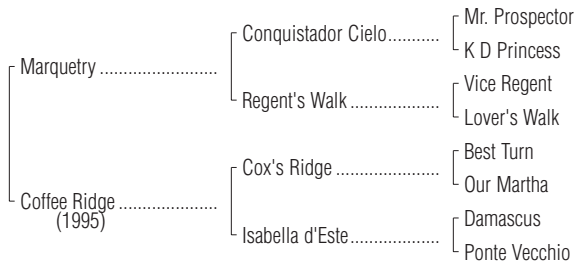 Mr. Prospector
Conquistador Cielo...........
K D Princess
Marquetry .........................
Vice Regent
Regent's Walk ...................
Lover's Walk
Best Turn
Cox's Ridge ......................
Our Martha
Coffee Ridge .....................
(1995)
Damascus
Isabella d'Este...................
Ponte Vecchio